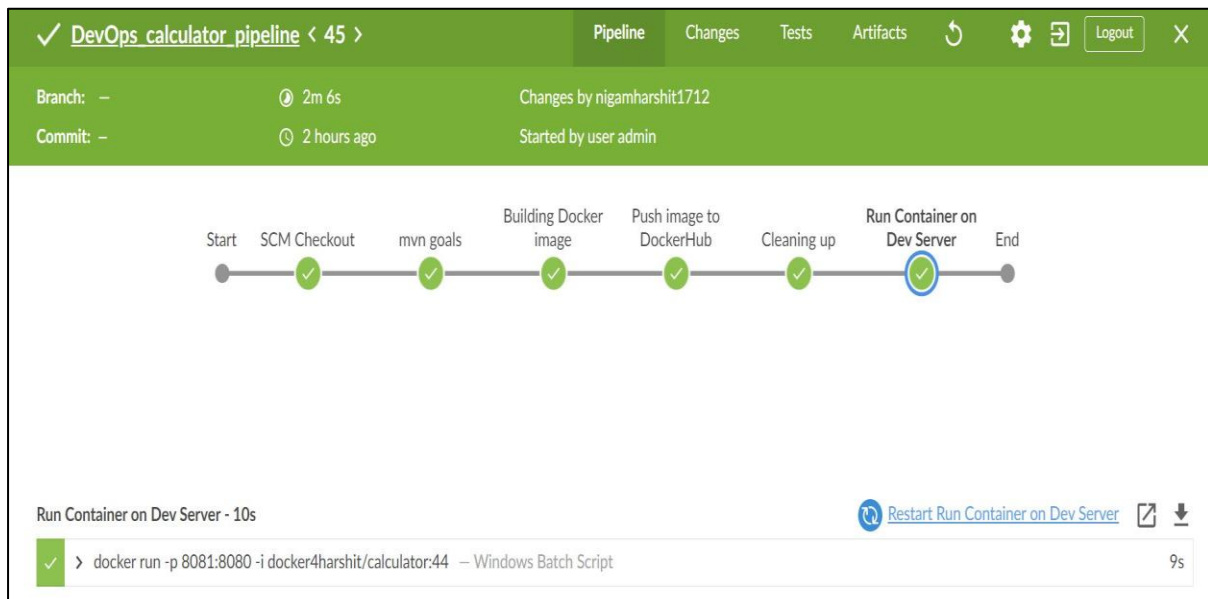 DevOps_calculator_pipeline < 45 >
Pipeline
Changes
Tests
Artifacts
Logout
X
Branch: —
2m 6s
Changes by nigamharshit1712
Commit: —
2 hours ago
Started by user admin
Start
SCM Checkout
mvn goals
Building Docker
image
Push image to
DockerHub
Cleaning up
Run Container on
Dev Server
End
Run Container on Dev Server - 10s
Restart Run Container on Dev Server
docker run -p 8081:8080 -i docker4harshit/calculator:44 — Windows Batch Script
9s